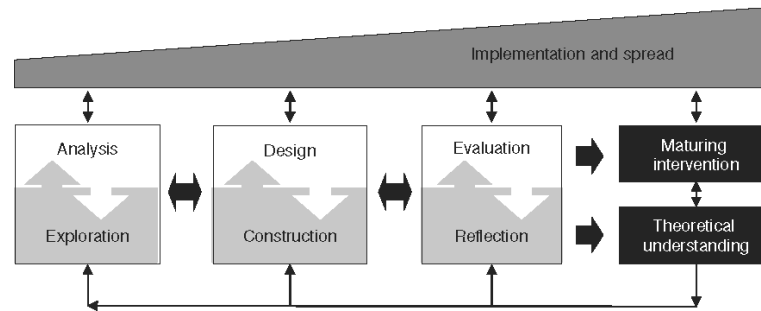 Implementation and spread
Analysis
Exploration
Design
Construction
Evaluation
Reflection
Maturing
intervention
Theoretical
understanding